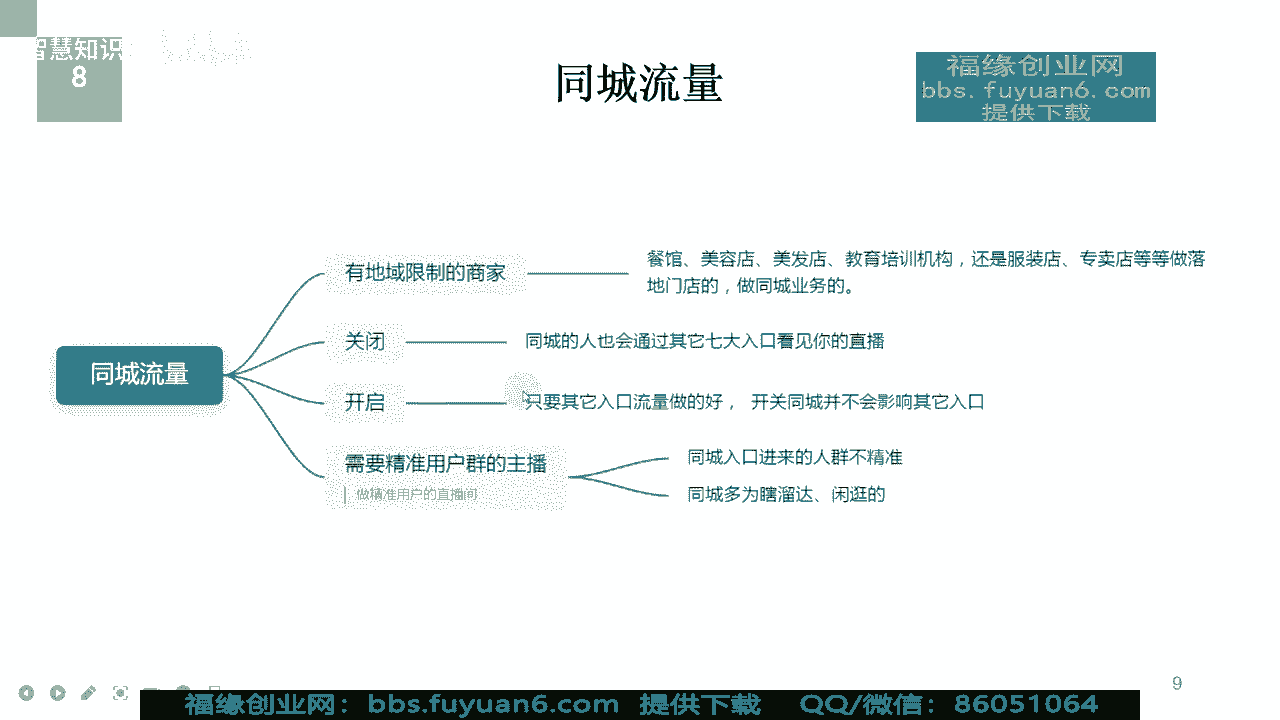 智慧知识
8
同城流量
福缘创业网
bbs.fuyuan6.com
提供下载
有地域限制的商家
餐馆、美容店、美发店、教育培训机构，还是服装店、专卖店等等做落
地门店的，做同城业务的。
关闭
同城的人也会通过其它七大入口看见你的直播
同城流量
开启
只要其它入口流量做的好， 开关同城并不会影响其它入口
需要精准用户群的主播
做精准用户的直播间
同城入口进来的人群不精准
同城多为瞎溜达、闲逛的
9
福缘创业网：bbs.fuyuan6.com 提供下载 QQ/微信：86051064